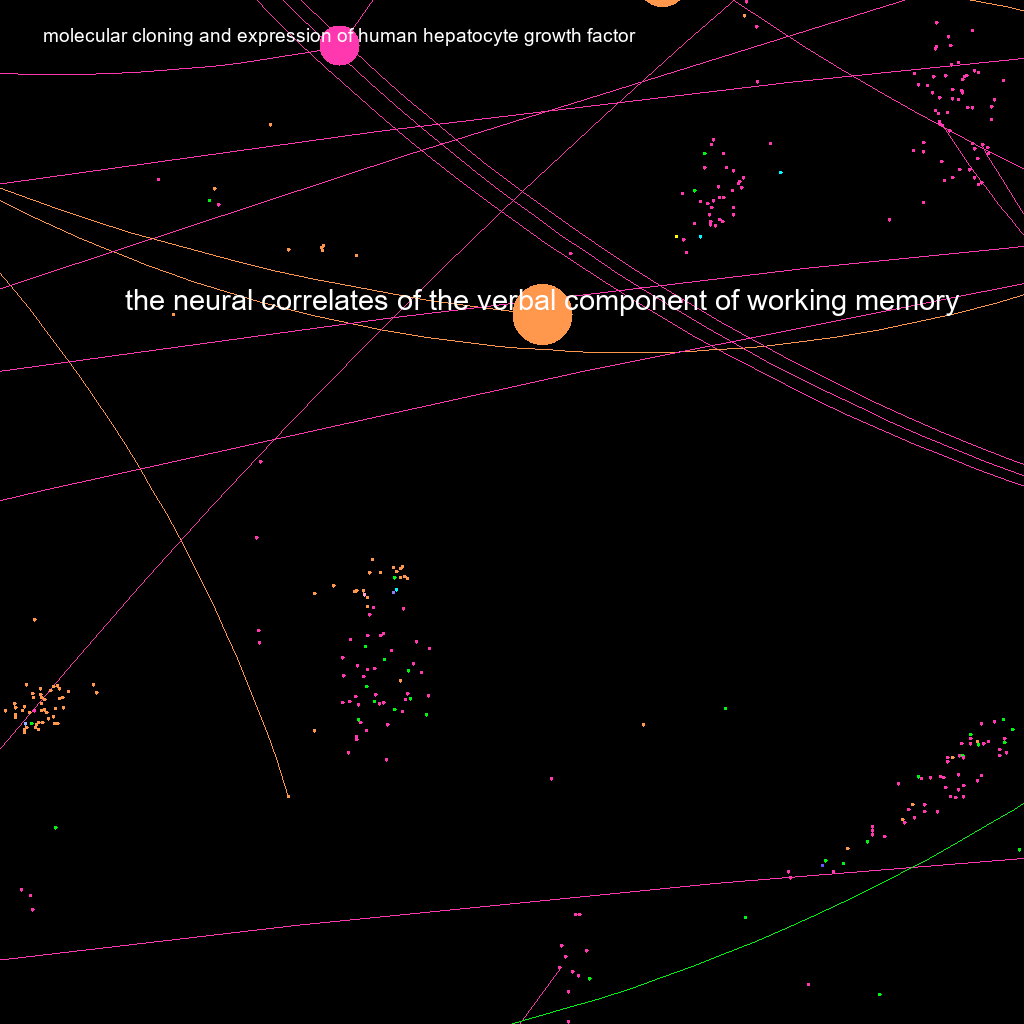 molecular cloning and expression of human hepatocyte growth factor
the neural correlates of the verbal component of working memory